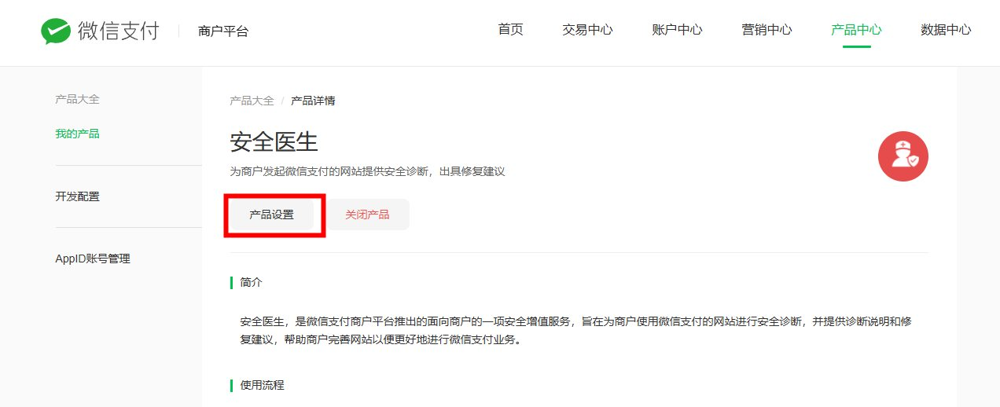 微信支付 商户平台 首页 交易中心 账户中心 营销中心 产品中心 数据中心
产品大全
我的产品
开发配置
AppID账号管理
产品大全 / 产品详情
安全医生
为商户发起微信支付的网站提供安全诊断，出具修复建议
产品设置 关闭产品
简介
安全医生，是微信支付商户平台推出的面向商户的一项安全增值服务，旨在为商户使用微信支付的网站进行安全诊断，并提供诊断说明和修
复建议，帮助商户完善网站以便更好地进行微信支付业务。
使用流程